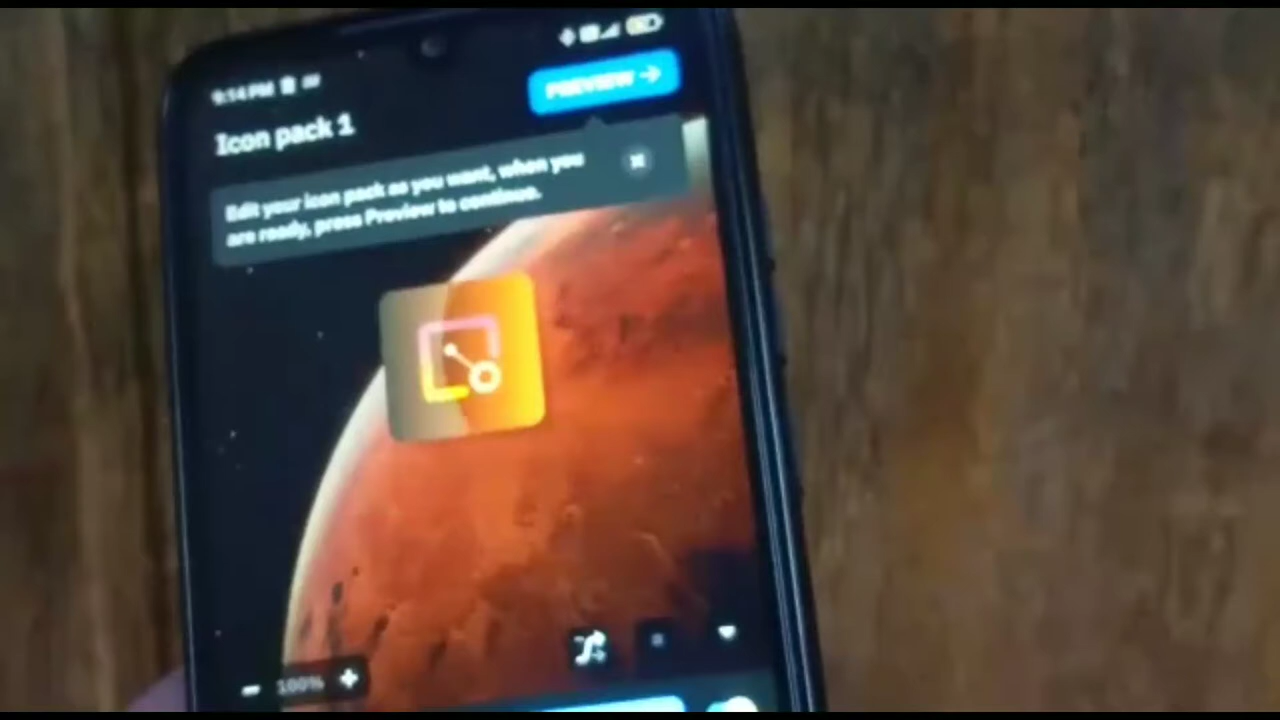 9:14 PM
PREVIEW →
Icon pack 1
Edit your icon pack as you want, when you
are ready, press Preview to continue.
100%